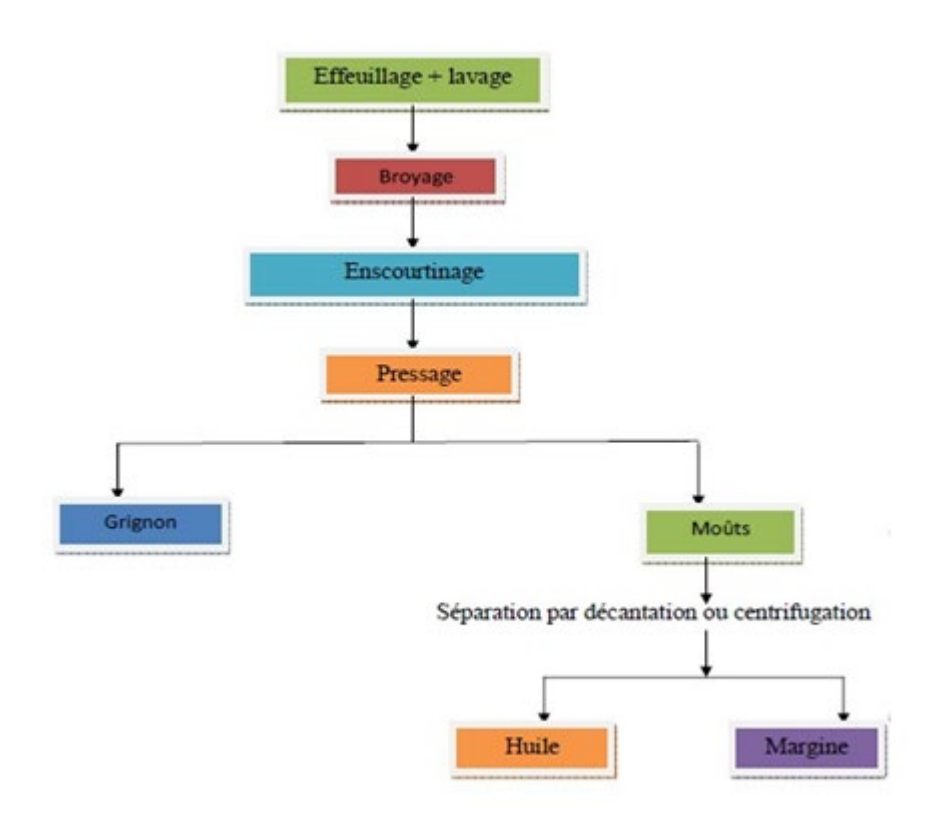 Effeuillage + lavage
Broyage
Enscourtinage
Pressage
Grignon
Moûts
Séparation par décantation ou centrifugation
Huile
Margine